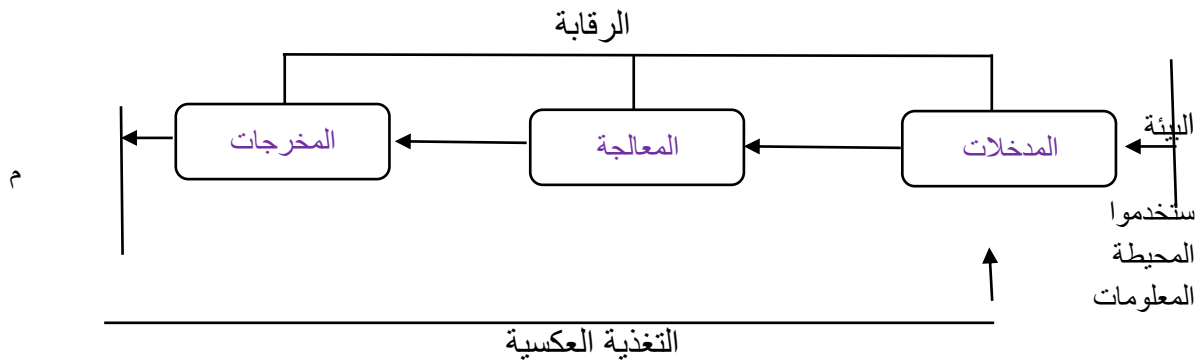 الرقابة
البيئة
المدخلات
المعالجة
المخرجات
م
ستخدموا
المحيطة
المعلومات
التغذية العكسية